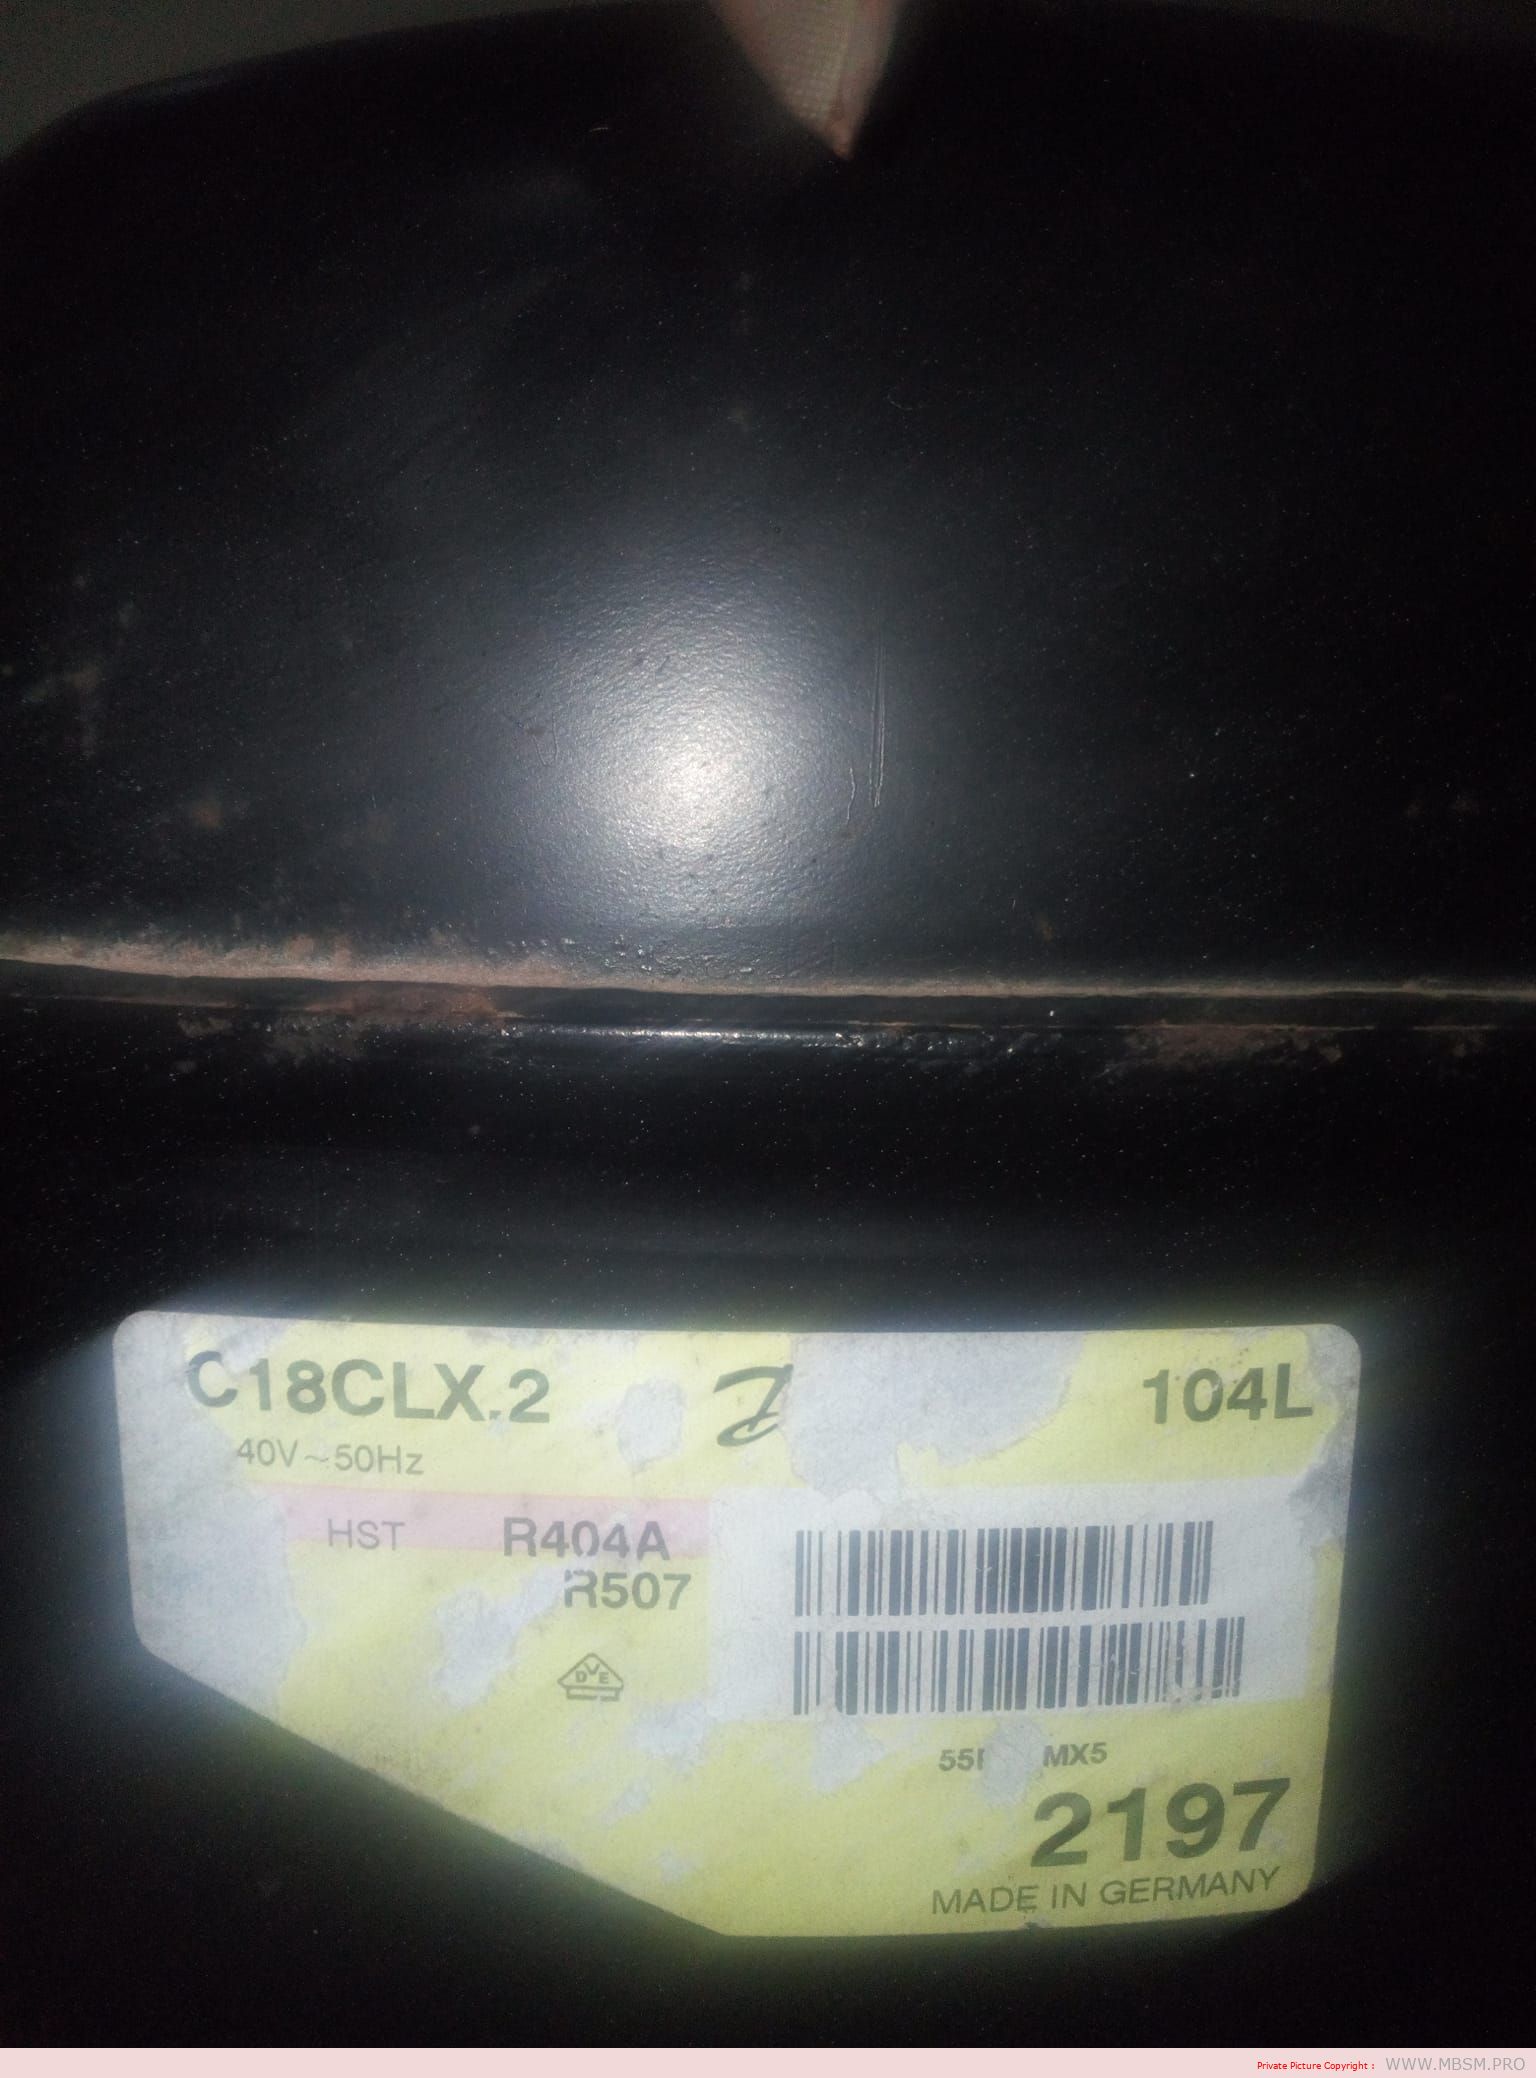 C18CLX.2
104L
40V~50Hz
HST R404A
R507
DVE
MX5
2197
MADE IN GERMANY
Private Picture Copyright : WWW.MBSM.PRO